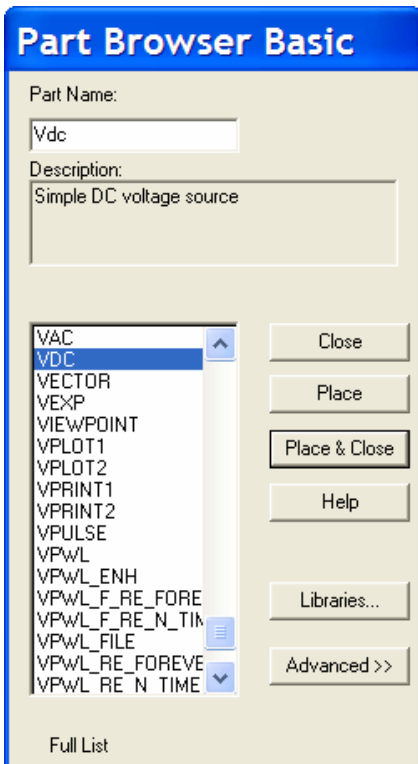 Part Browser Basic
Part Name:
Vdc
Description:
Simple DC voltage source
VAC
VDC
VECTOR
VEXP
VIEWPOINT
VPLOT1
VPLOT2
VPRINT1
VPRINT2
VPULSE
VPWL
VPWL_ENH
VPWL_F_RE_FORE
VPWL_F_RE_N_TIM
VPWL_FILE
VPWL_RE_FOREVE
VPWL_RE_N_TIME
Close
Place
Place & Close
Help
Libraries...
Advanced >>
Full List